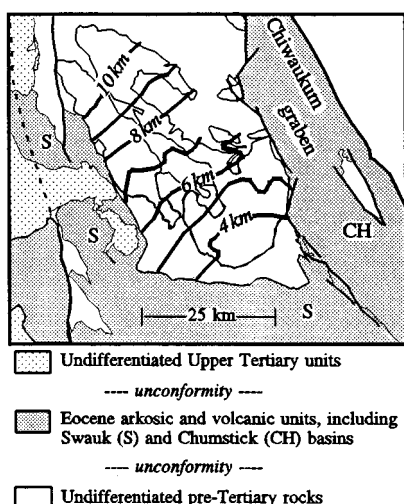 10 km
8 km
6 km
4 km
Chiwaukum
graben
S
S
S
CH
25 km
Undifferentiated Upper Tertiary units
---- unconformity ----
Eocene arkosic and volcanic units, including
Swauk (S) and Chumstick (CH) basins
---- unconformity ----
Undifferentiated pre-Tertiary rocks